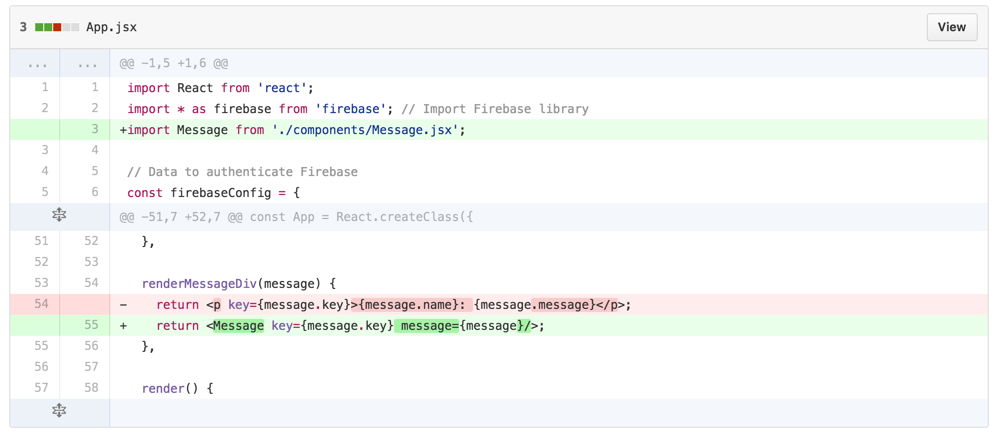 3 App.jsx View
... ... @@ -1,5 +1,6 @@
1 1 import React from 'react';
2 2 import * as firebase from 'firebase'; // Import Firebase library
3 +import Message from './components/Message.jsx';
3 4
4 5 // Data to authenticate Firebase
5 6 const firebaseConfig = {
@@ -51,7 +52,7 @@ const App = React.createClass({
51 52 },
52 53
53 54 renderMessageDiv(message) {
54 - return <p key={message.key}>{message.name}: {message.message}</p>;
55 + return <Message key={message.key} message={message}/>;
55 56 },
56 57
57 58 render() {